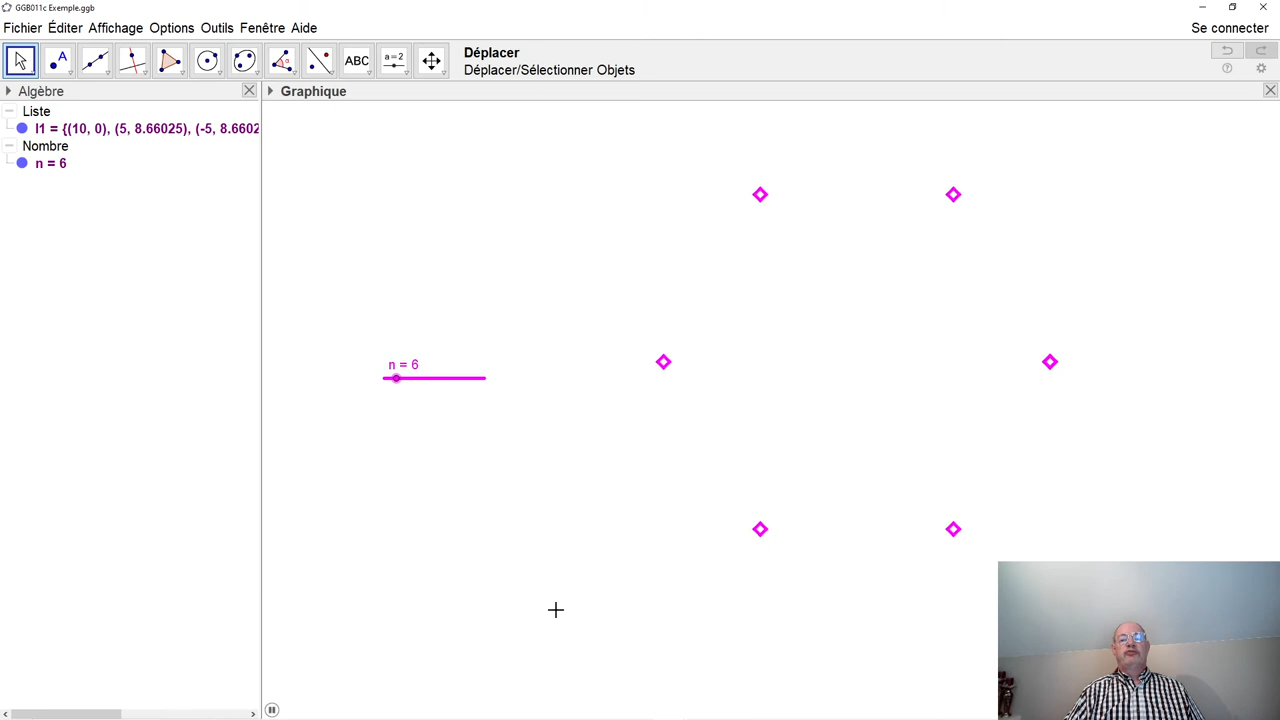 GGB011c Exemple.ggb
Fichier Éditer Affichage Options Outils Fenêtre Aide
Se connecter
A
ABC
a=2
Déplacer
Déplacer/Sélectionner Objets
Algèbre
Graphique
Liste
l1 = {(10, 0), (5, 8.66025), (-5, 8.6602
Nombre
n = 6
n = 6